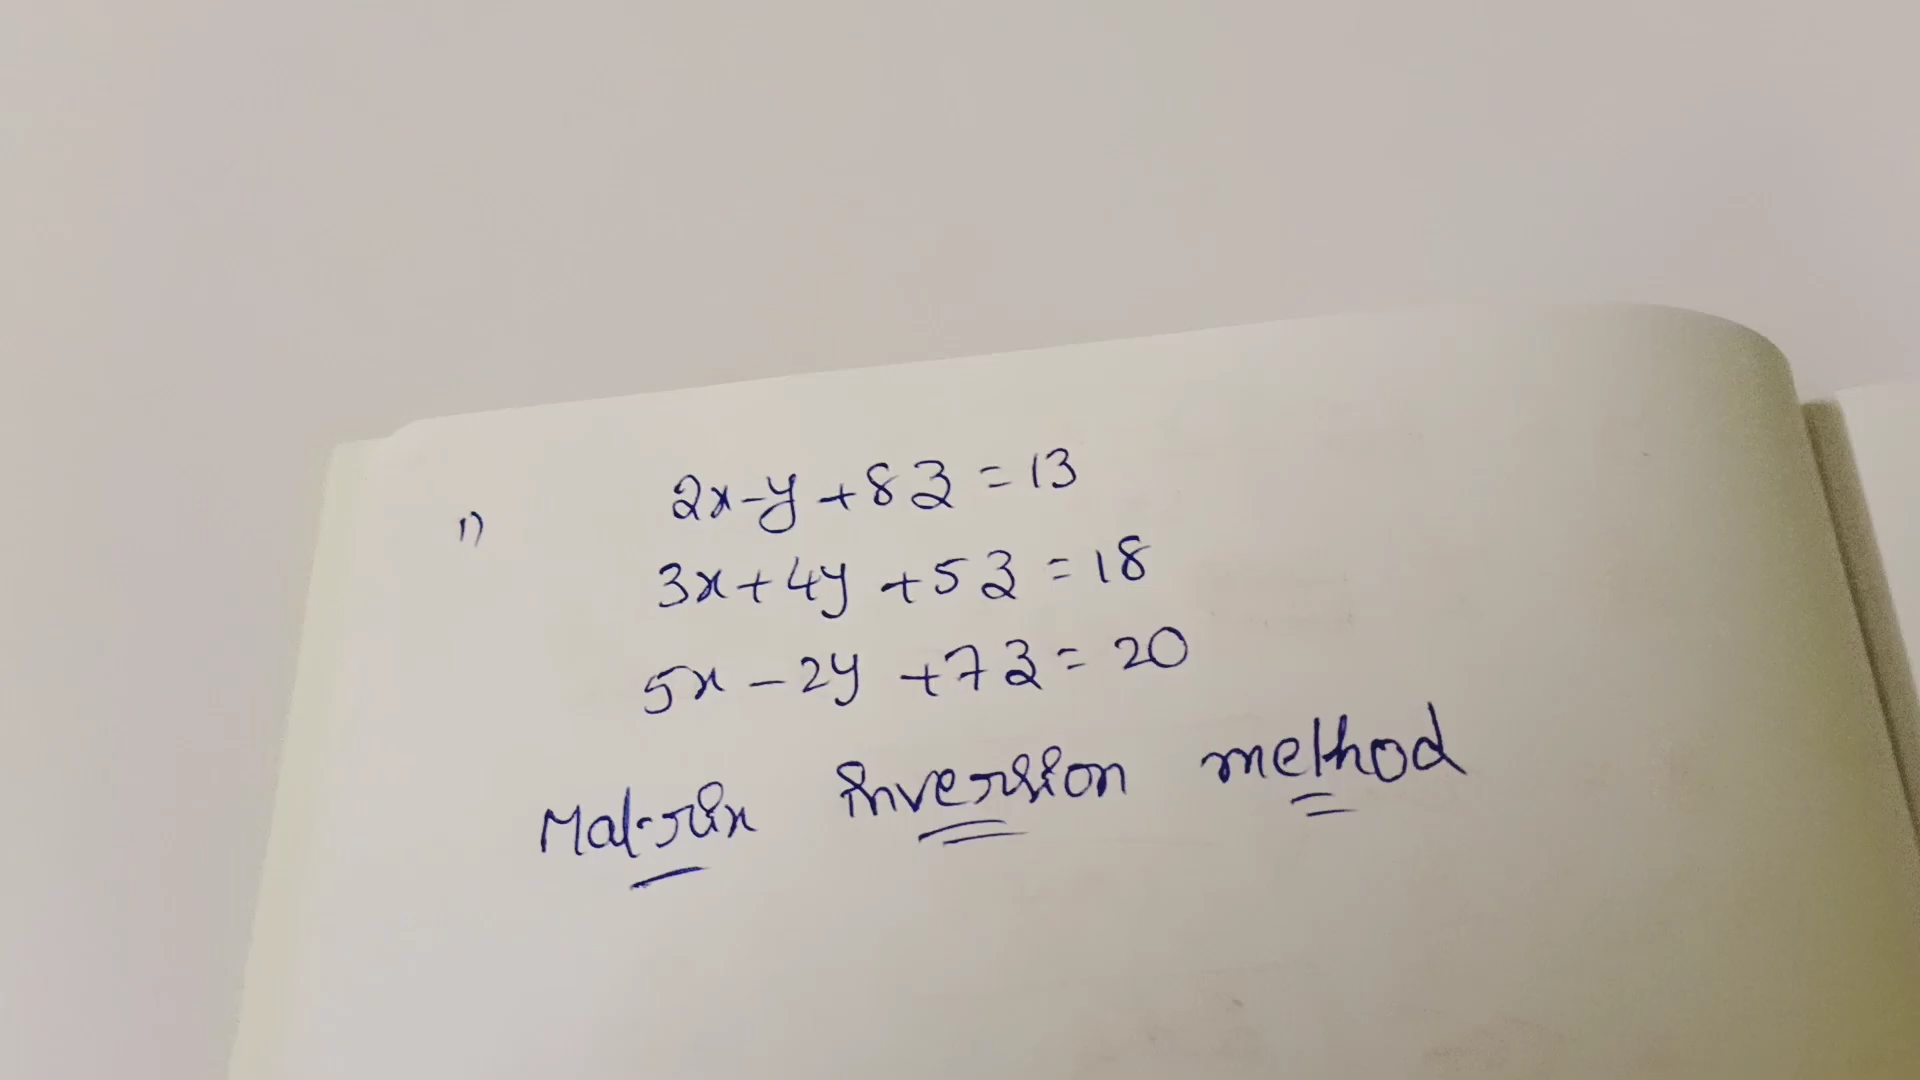 1) 2x-y+8z=13
3x+4y+5z=18
5x-2y+7z=20
Matrix inversion method